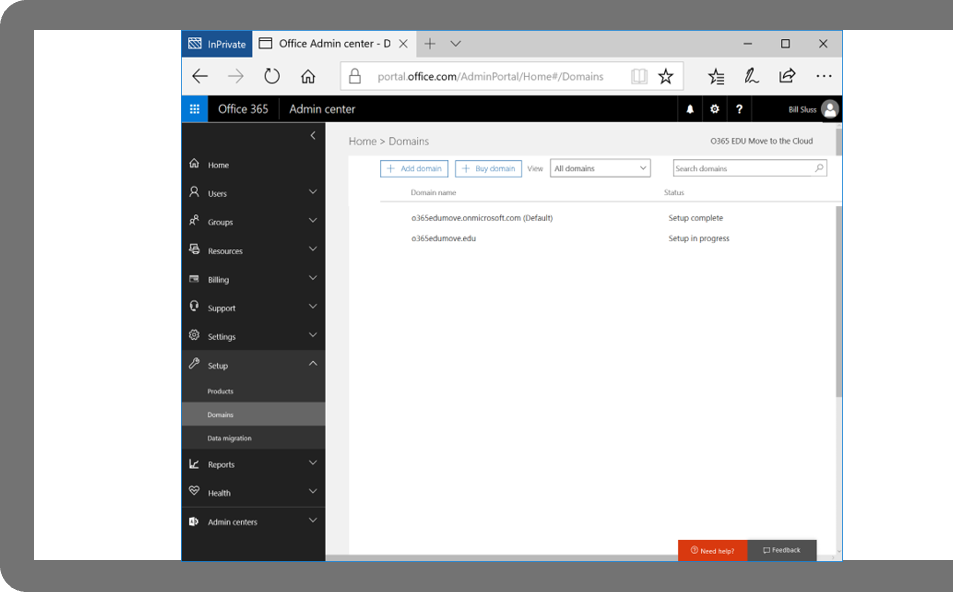 InPrivate
Office Admin center - D
portal.office.com/AdminPortal/Home#/Domains
Office 365
Admin center
?
Bill Sluss
Home > Domains
O365 EDU Move to the Cloud
Home
Users
Groups
Resources
Billing
Support
Settings
Setup
Products
Domains
Data migration
Reports
Health
Admin centers
+ Add domain
+ Buy domain
View
All domains
Search domains
Domain name
Status
o365edumove.onmicrosoft.com (Default)
Setup complete
o365edumove.edu
Setup in progress
Need help?
Feedback